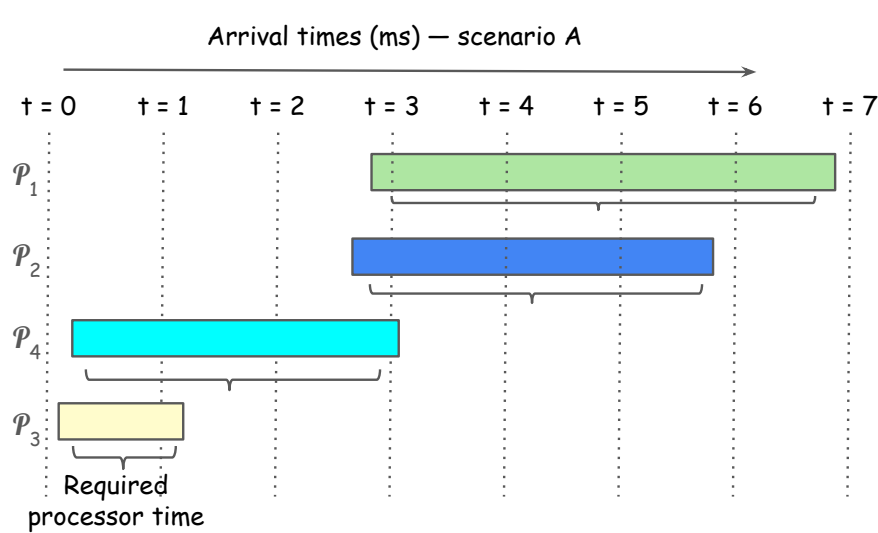 Arrival times (ms) — scenario A
t = 0 t = 1 t = 2 t = 3 t = 4 t = 5 t = 6 t = 7
𝒫1
𝒫2
𝒫4
𝒫3
Required
processor time